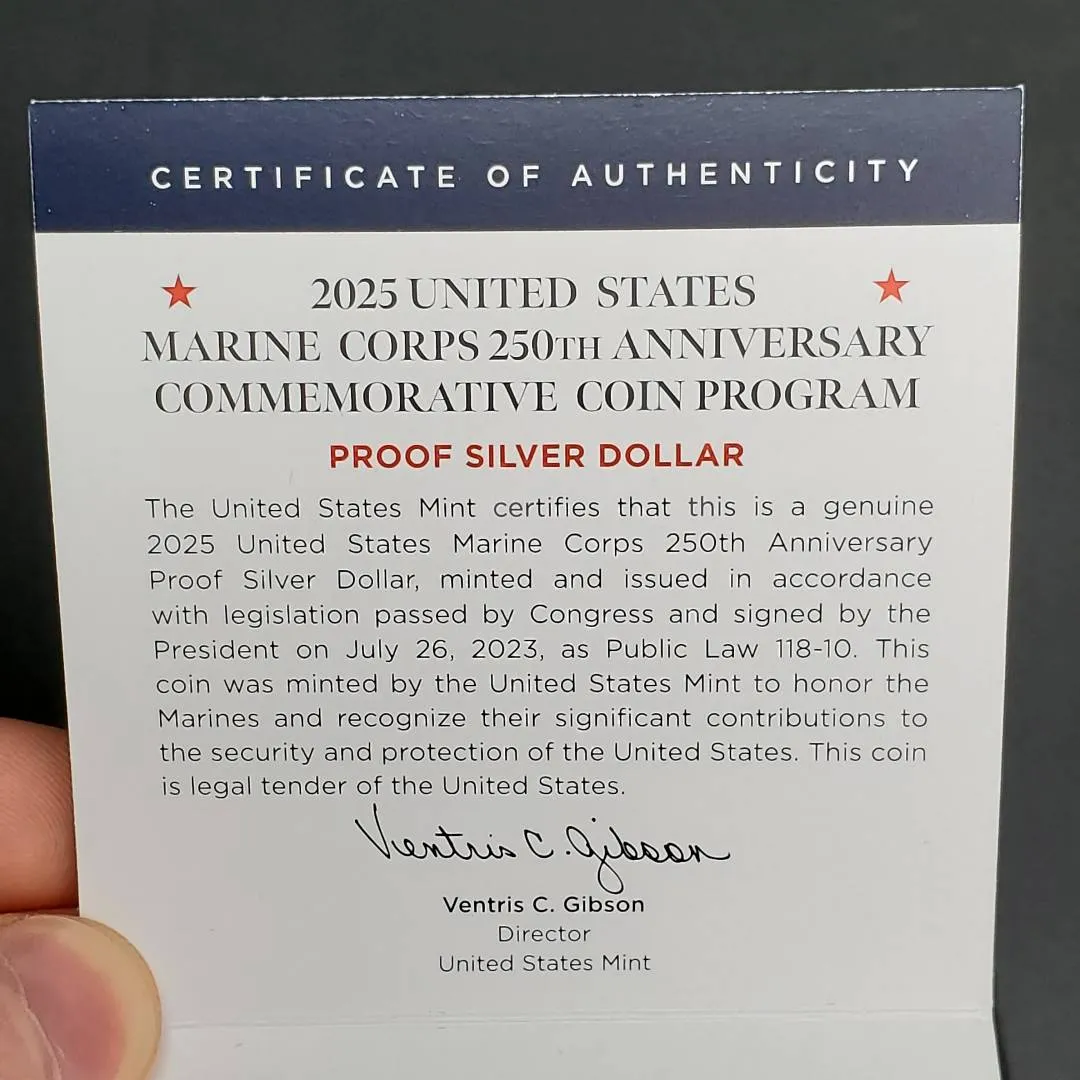 CERTIFICATE OF AUTHENTICITY
2025 UNITED STATES
MARINE CORPS 250TH ANNIVERSARY
COMMEMORATIVE COIN PROGRAM
PROOF SILVER DOLLAR
The United States Mint certifies that this is a genuine
2025 United States Marine Corps 250th Anniversary
Proof Silver Dollar, minted and issued in accordance
with legislation passed by Congress and signed by the
President on July 26, 2023, as Public Law 118-10. This
coin was minted by the United States Mint to honor the
Marines and recognize their significant contributions to
the security and protection of the United States. This coin
is legal tender of the United States.
Ventris C. Gibson
Ventris C. Gibson
Director
United States Mint